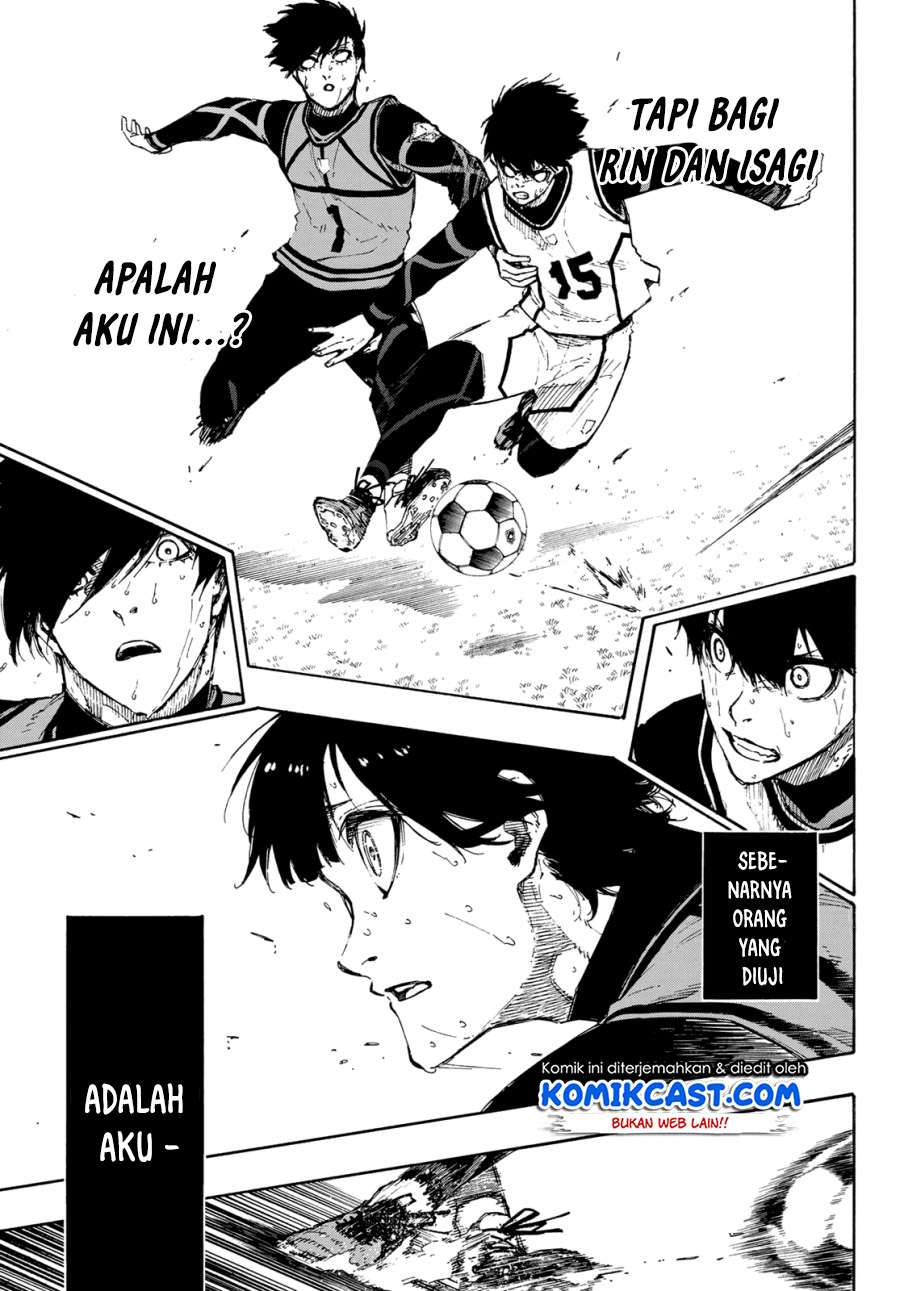 TAPI BAGI
RIN DAN ISAGI
APALAH
AKU INI...?
1
15
SEBE-
NARNYA
ORANG
YANG
DIUJI
ADALAH
AKU -
Komik ini diterjemahkan & diedit oleh
KOMIKCAST.COM
BUKAN WEB LAIN!!